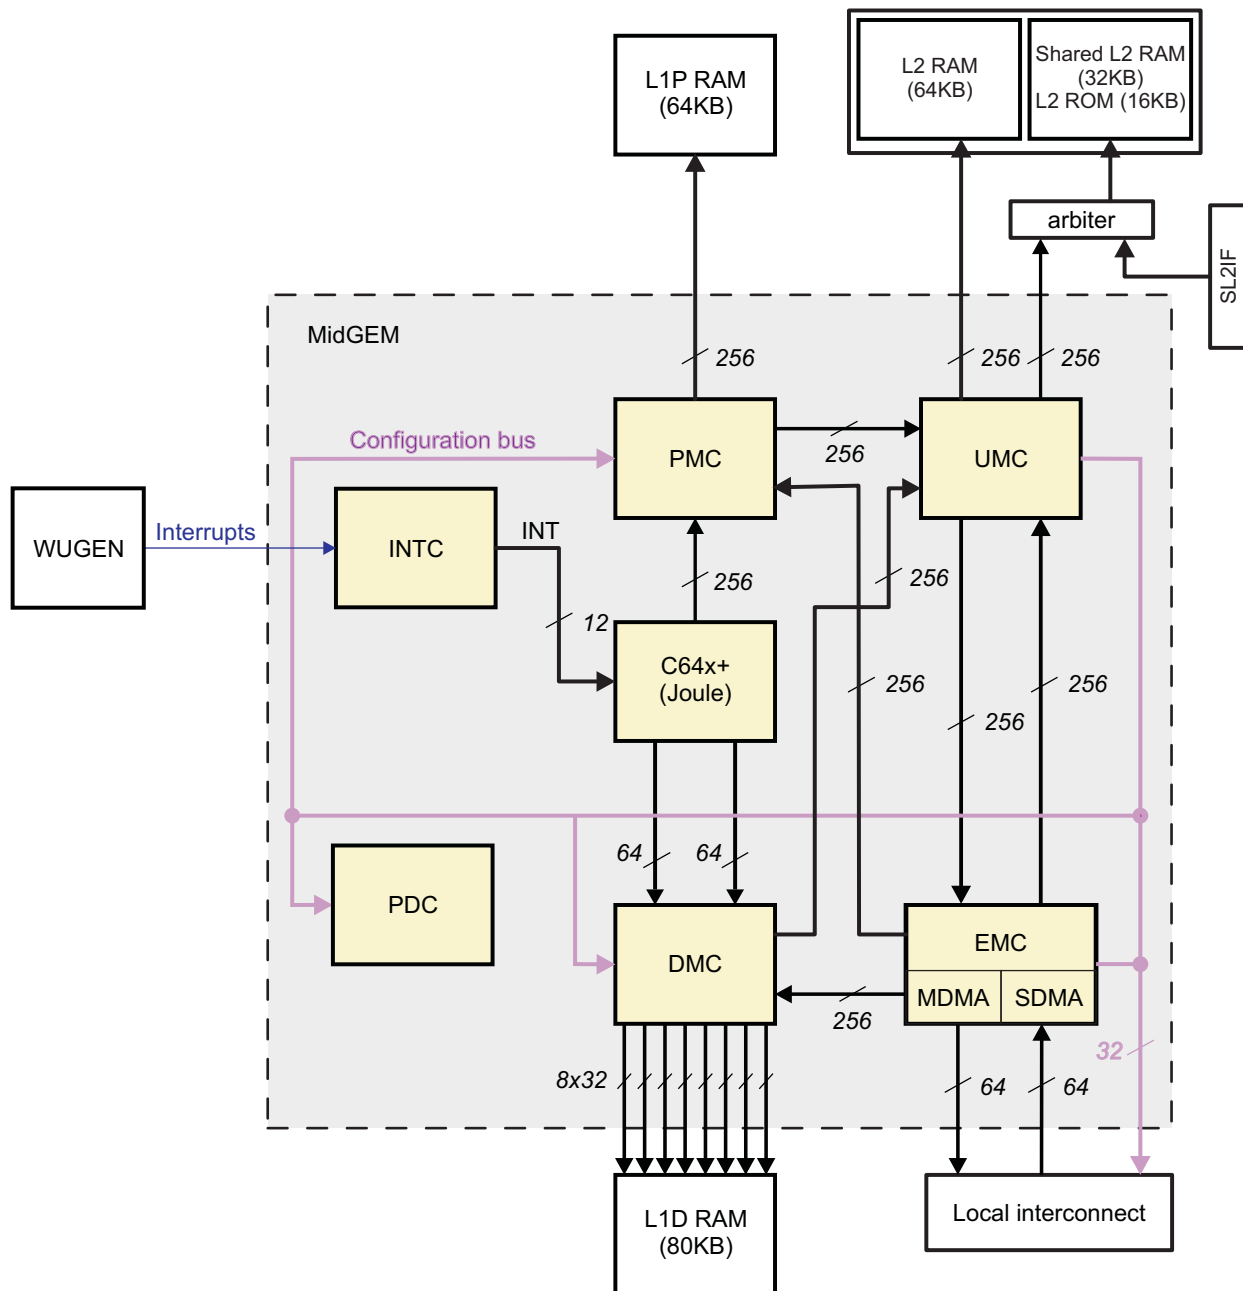 L1P RAM
(64KB)
L2 RAM
(64KB)
Shared L2 RAM
(32KB)
L2 ROM (16KB)
arbiter
SL2IF
MidGEM
256
256
256
Configuration bus
PMC
256
UMC
WUGEN
Interrupts
INTC
INT
256
256
12
C64x+
(Joule)
256
256
256
64
64
PDC
DMC
EMC
MDMA
SDMA
256
32
8x32
64
64
L1D RAM
(80KB)
Local interconnect